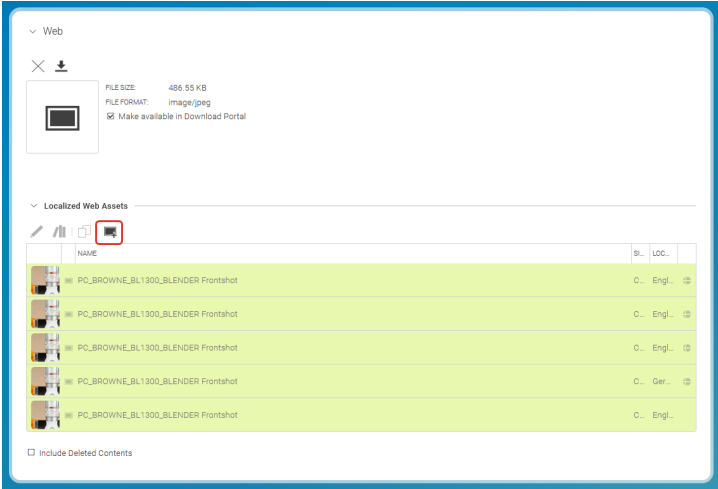 Web
FILE SIZE: 486.55 KB
FILE FORMAT: image/jpeg
Make available in Download Portal
Localized Web Assets
NAME SI... LOC...
PC_BROWNE_BL1300_BLENDER Frontshot C... Engl...
PC_BROWNE_BL1300_BLENDER Frontshot C... Engl...
PC_BROWNE_BL1300_BLENDER Frontshot C... Engl...
PC_BROWNE_BL1300_BLENDER Frontshot C... Ger...
PC_BROWNE_BL1300_BLENDER Frontshot C... Engl...
Include Deleted Contents